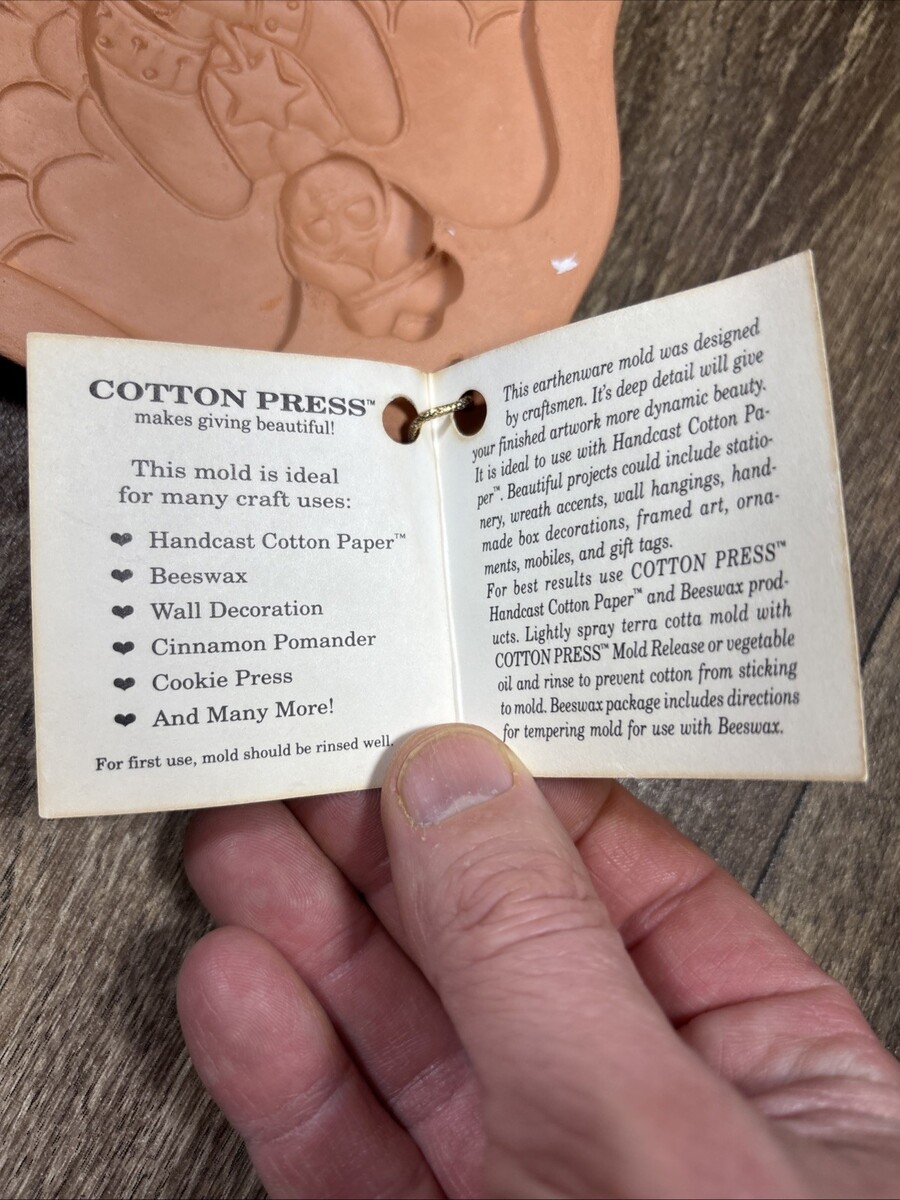 COTTON PRESS™
makes giving beautiful!
This mold is ideal
for many craft uses:
❤ Handcast Cotton Paper™
❤ Beeswax
❤ Wall Decoration
❤ Cinnamon Pomander
❤ Cookie Press
❤ And Many More!
For first use, mold should be rinsed well.
This earthenware mold was designed
by craftsmen. It's deep detail will give
your finished artwork more dynamic beauty.
It is ideal to use with Handcast Cotton Pa-
per™. Beautiful projects could include statio-
nery, wreath accents, wall hangings, hand-
made box decorations, framed art, orna-
ments, mobiles, and gift tags.
For best results use COTTON PRESS™
Handcast Cotton Paper™ and Beeswax prod-
ucts. Lightly spray terra cotta mold with
COTTON PRESS™ Mold Release or vegetable
oil and rinse to prevent cotton from sticking
to mold. Beeswax package includes directions
for tempering mold for use with Beeswax.